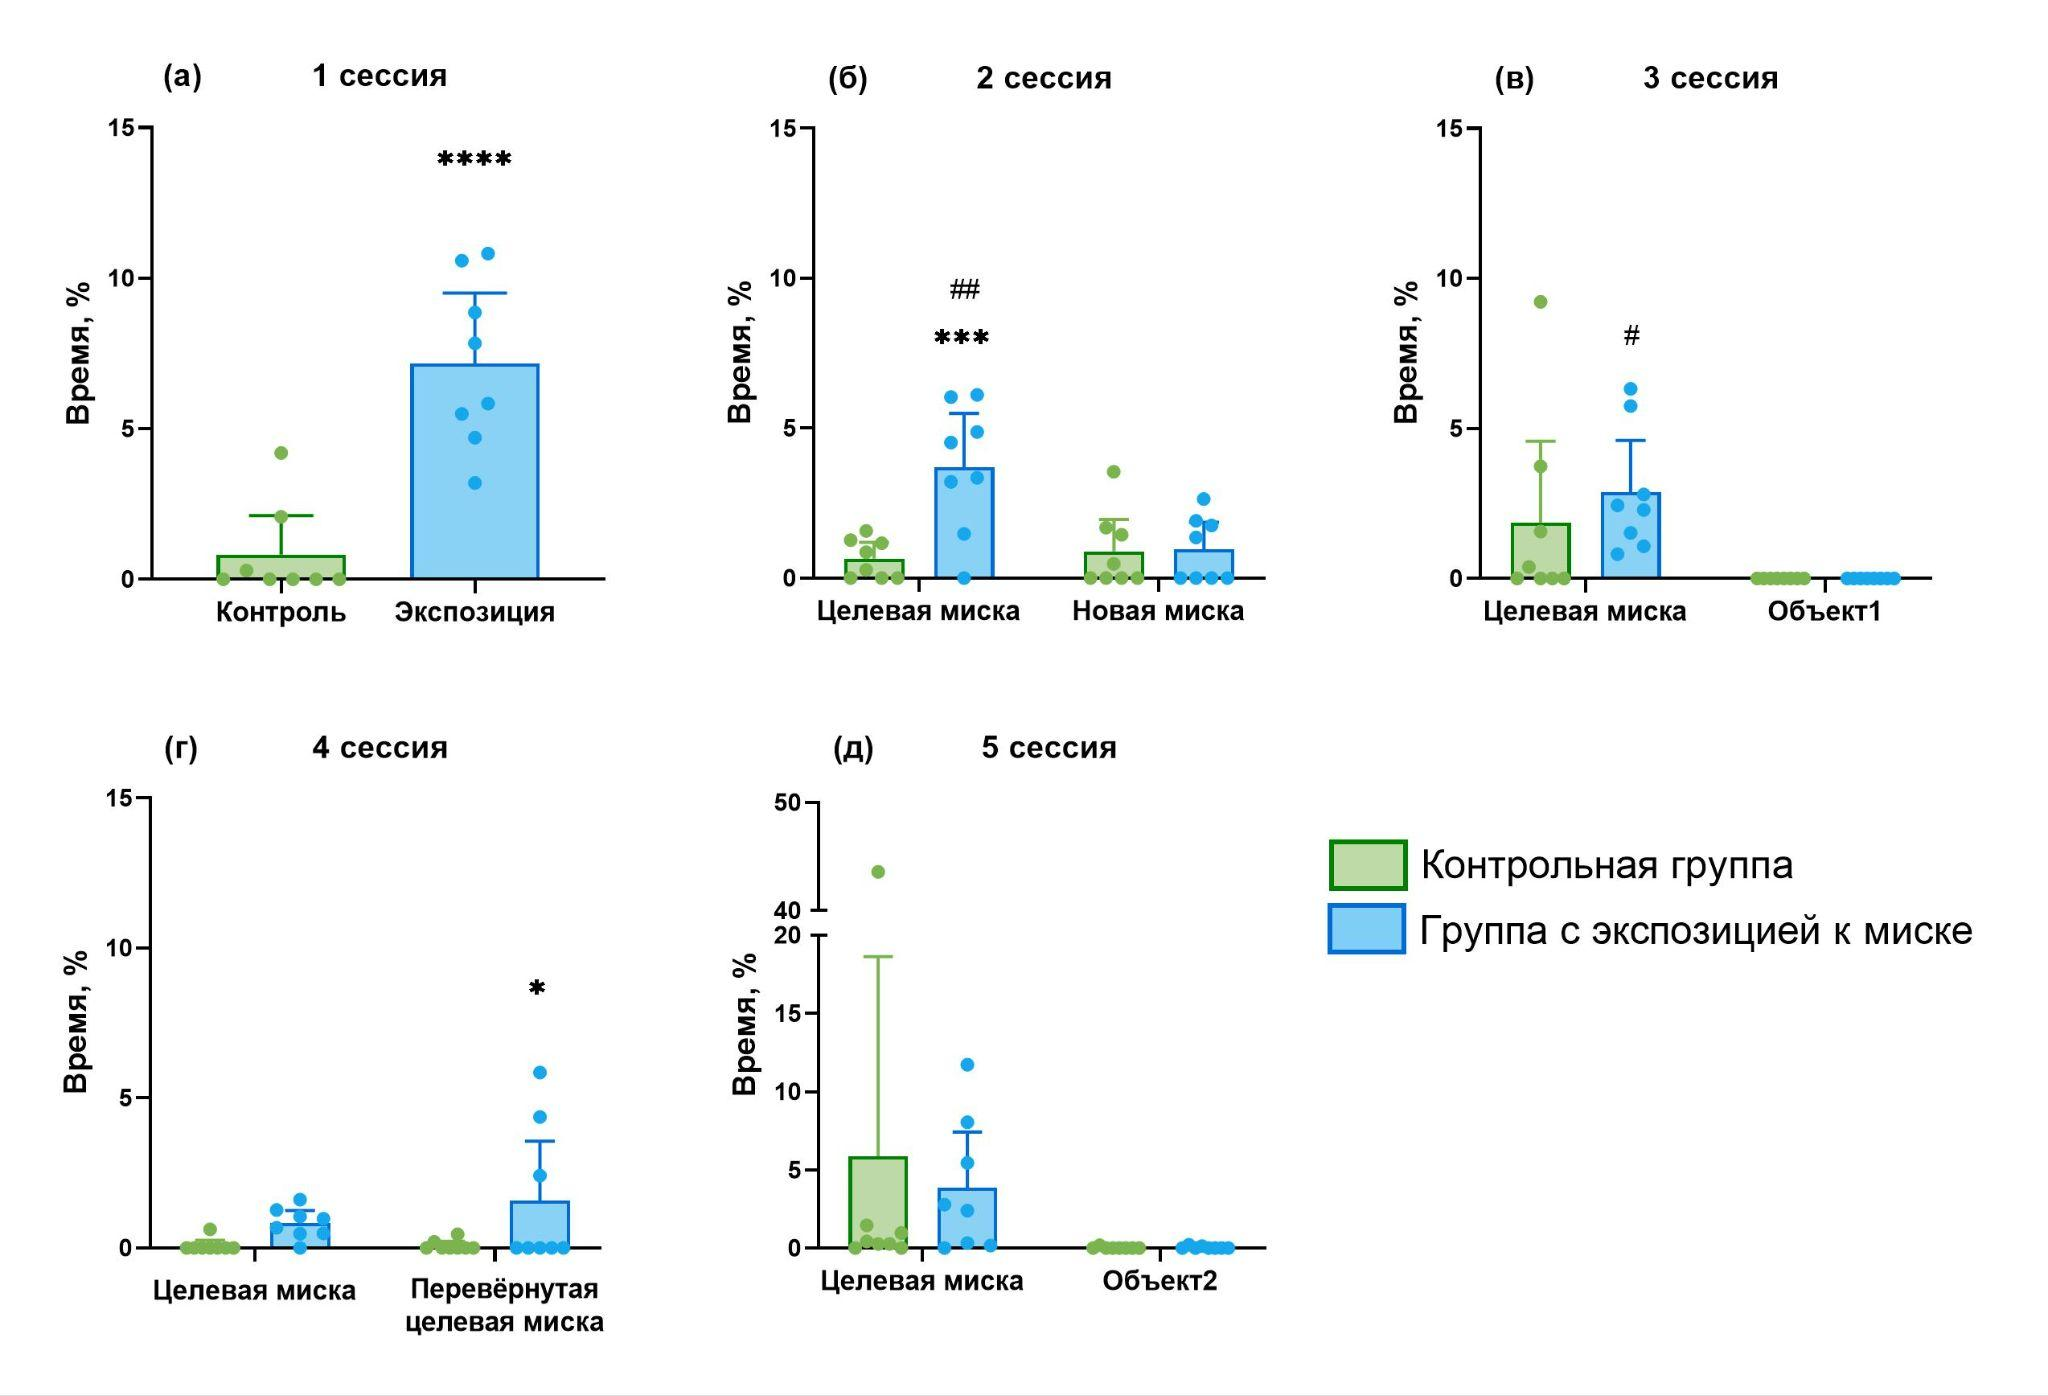 (а) 1 сессия
15
10
5
0
Время, %
****
Контроль
Экспозиция
(б) 2 сессия
15
10
5
0
Время, %
##
***
Целевая миска
Новая миска
(в) 3 сессия
15
10
5
0
Время, %
#
Целевая миска
Объект1
(г) 4 сессия
15
10
5
0
Время, %
*
Целевая миска
Перевёрнутая
целевая миска
(д) 5 сессия
50
40
20
15
10
5
0
Время, %
Целевая миска
Объект2
Контрольная группа
Группа с экспозицией к миске